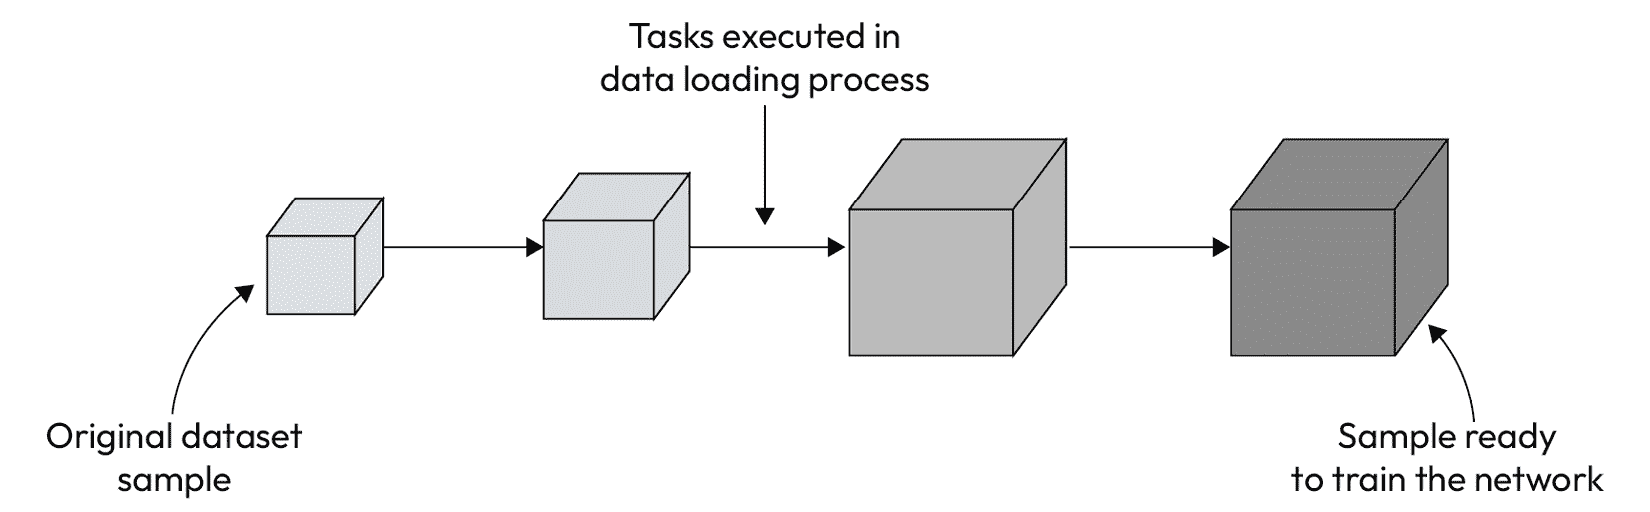 Tasks executed in
data loading process
Original dataset
sample
Sample ready
to train the network